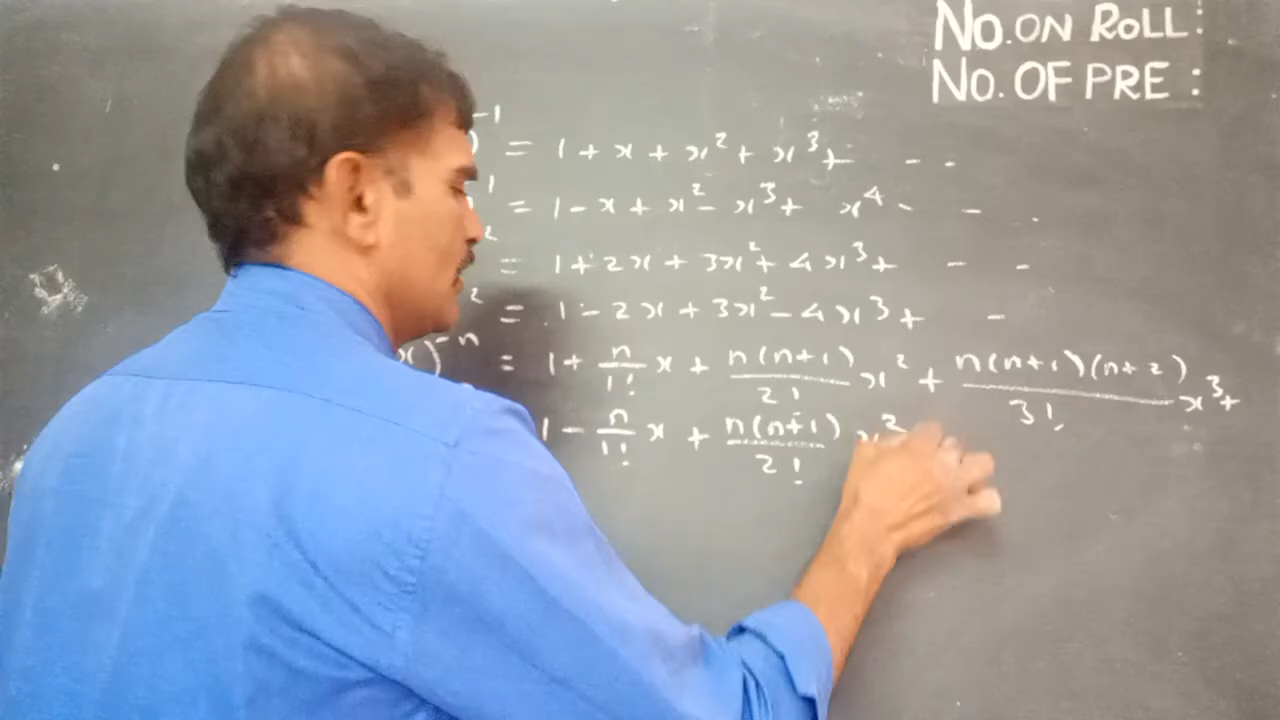 No. ON ROLL:
No. OF PRE :
)⁻¹ = 1 + x + x² + x³ + - -
¹ = 1 - x + x² - x³ + x⁴ - - .
² = 1 + 2x + 3x² + 4x³ + - -
² = 1 - 2x + 3x² - 4x³ + -
x)⁻ⁿ = 1 + n/1! x + n(n+1)/2! x² + n(n+1)(n+2)/3! x³ +
1 - n/1! x + n(n+1)/2! x²